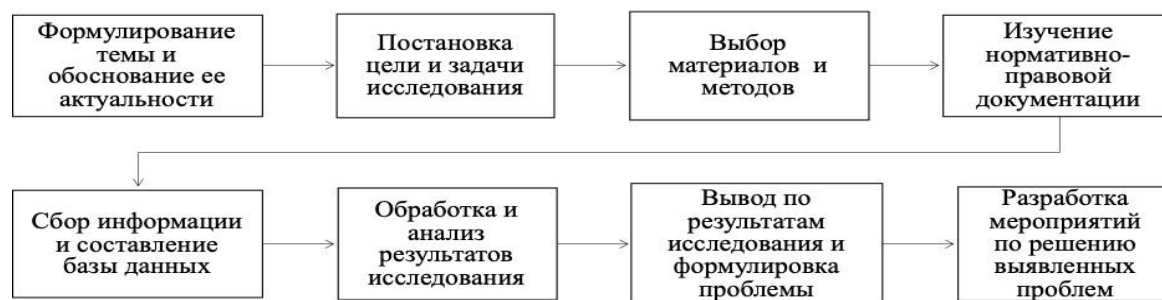 Формулирование
темы и
обоснование ее
актуальности
Постановка
цели и задачи
исследования
Выбор
материалов и
методов
Изучение
нормативно-
правовой
документации
Сбор информации
и составление
базы данных
Обработка и
анализ
результатов
исследования
Вывод по
результатам
исследования и
формулировка
проблемы
Разработка
мероприятий
по решению
выявленных
проблем